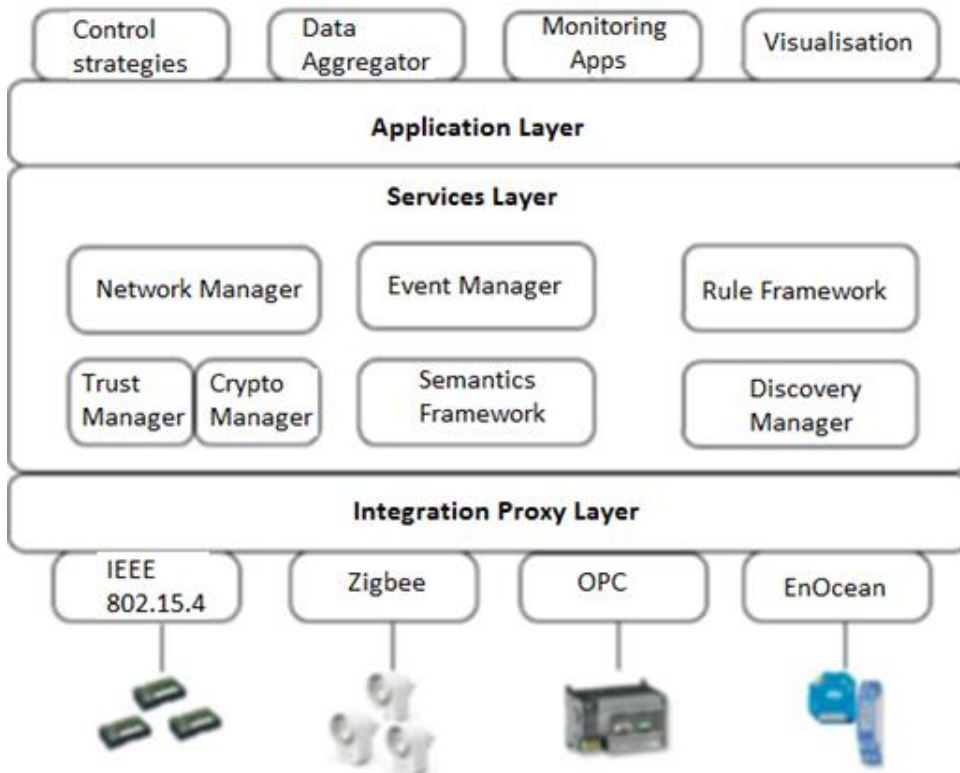 Control
strategies
Data
Aggregator
Monitoring
Apps
Visualisation
Application Layer
Services Layer
Network Manager
Event Manager
Rule Framework
Trust
Manager
Crypto
Manager
Semantics
Framework
Discovery
Manager
Integration Proxy Layer
IEEE
802.15.4
Zigbee
OPC
EnOcean